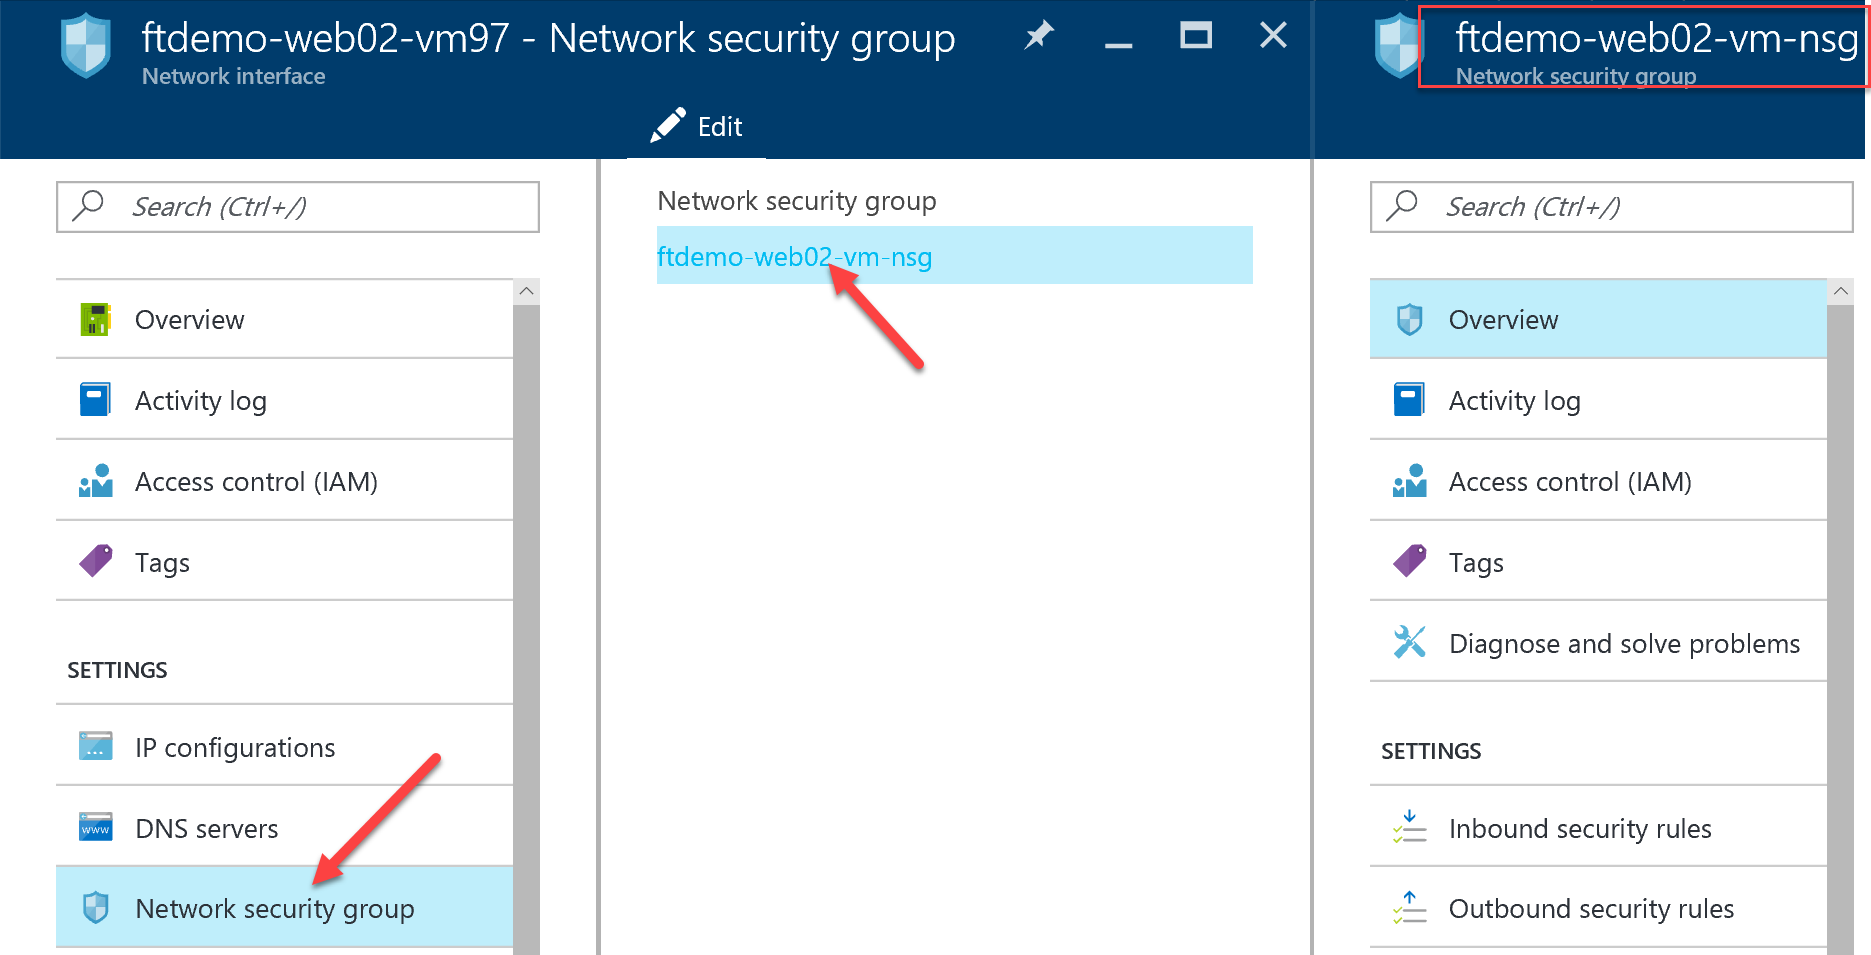 ftdemo-web02-vm97 - Network security group
Network interface
Edit
Search (Ctrl+/)
Overview
Activity log
Access control (IAM)
Tags
SETTINGS
IP configurations
DNS servers
www
Network security group
Network security group
ftdemo-web02-vm-nsg
ftdemo-web02-vm-nsg
Network security group
Search (Ctrl+/)
Overview
Activity log
Access control (IAM)
Tags
Diagnose and solve problems
SETTINGS
Inbound security rules
Outbound security rules